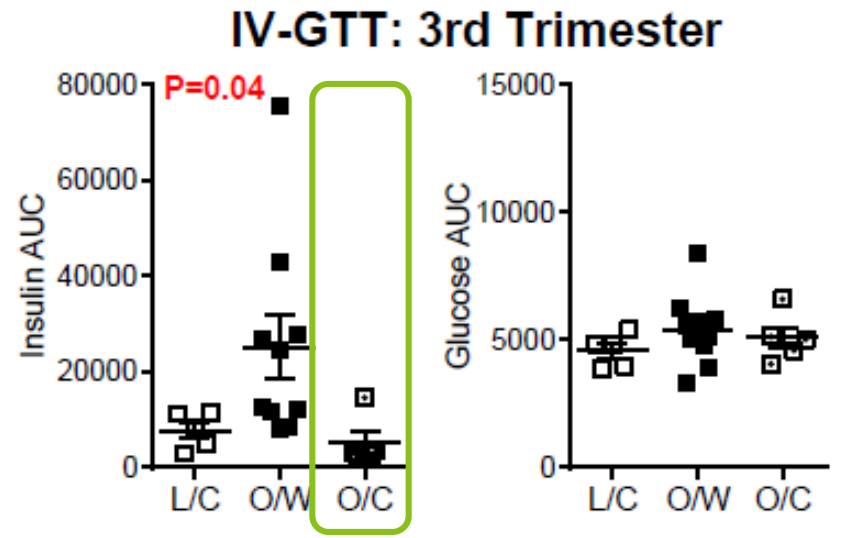 IV-GTT: 3rd Trimester
P=0.04
Insulin AUC
80000
60000
40000
20000
0
L/C O/W O/C
Glucose AUC
15000
10000
5000
0
L/C O/W O/C